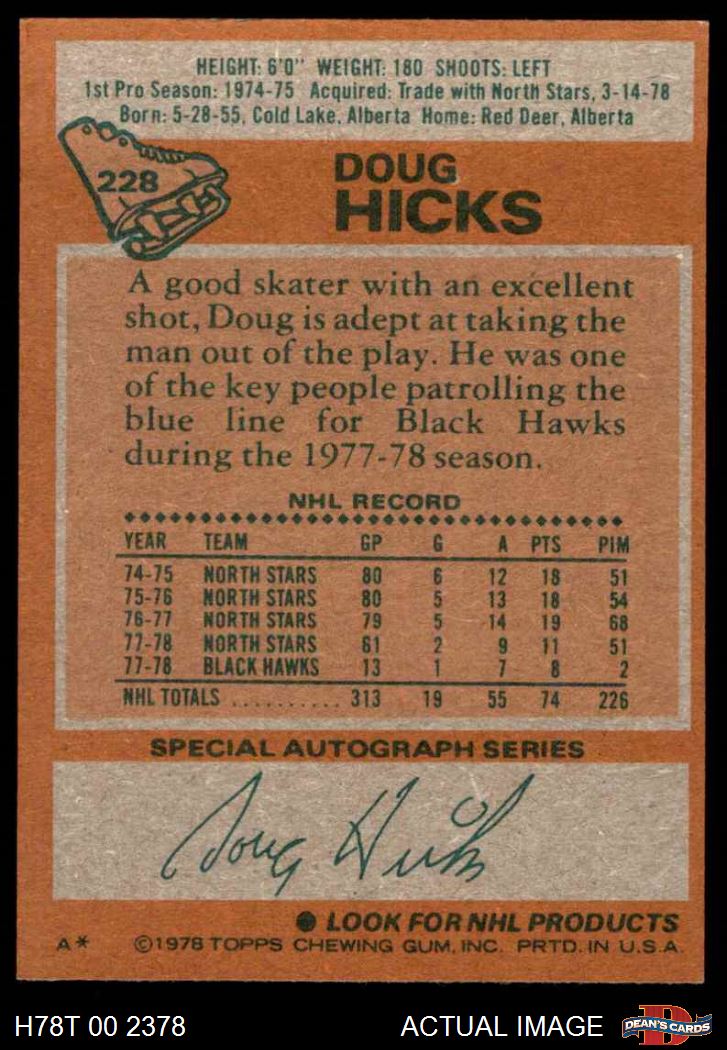 HEIGHT: 6'0" WEIGHT: 180 SHOOTS: LEFT
1st Pro Season: 1974-75 Acquired: Trade with North Stars, 3-14-78
Born: 5-28-55, Cold Lake, Alberta Home: Red Deer, Alberta
228
DOUG
HICKS
A good skater with an excellent
shot, Doug is adept at taking the
man out of the play. He was one
of the key people patrolling the
blue line for Black Hawks
during the 1977-78 season.
NHL RECORD
YEAR TEAM GP G A PTS PIM
74-75 NORTH STARS 80 6 12 18 51
75-76 NORTH STARS 80 5 13 18 54
76-77 NORTH STARS 79 5 14 19 68
77-78 NORTH STARS 61 2 9 11 51
77-78 BLACK HAWKS 13 1 7 8 2
NHL TOTALS .......... 313 19 55 74 226
SPECIAL AUTOGRAPH SERIES
Doug Hicks
● LOOK FOR NHL PRODUCTS
A* ©1978 TOPPS CHEWING GUM, INC. PRTD. IN U.S.A.
H78T 00 2378 ACTUAL IMAGE D DEAN'S CARDS